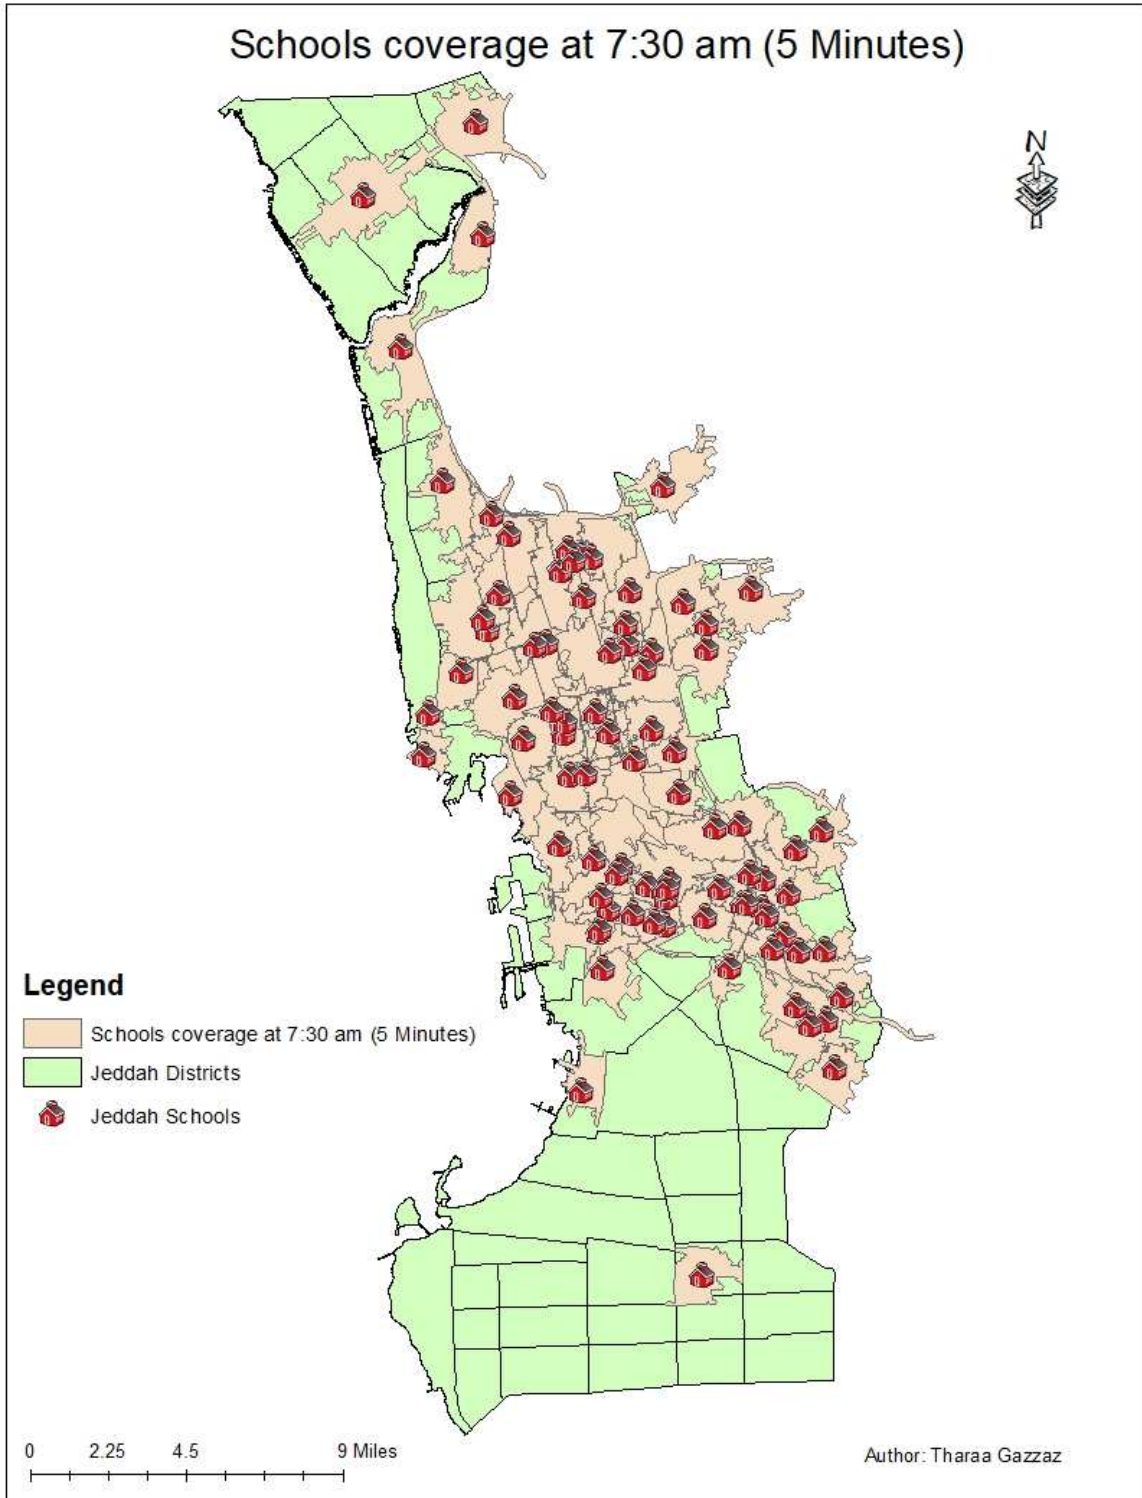 Schools coverage at 7:30 am (5 Minutes)
N
Legend
Schools coverage at 7:30 am (5 Minutes)
Jeddah Districts
Jeddah Schools
0 2.25 4.5 9 Miles
Author: Tharaa Gazzaz